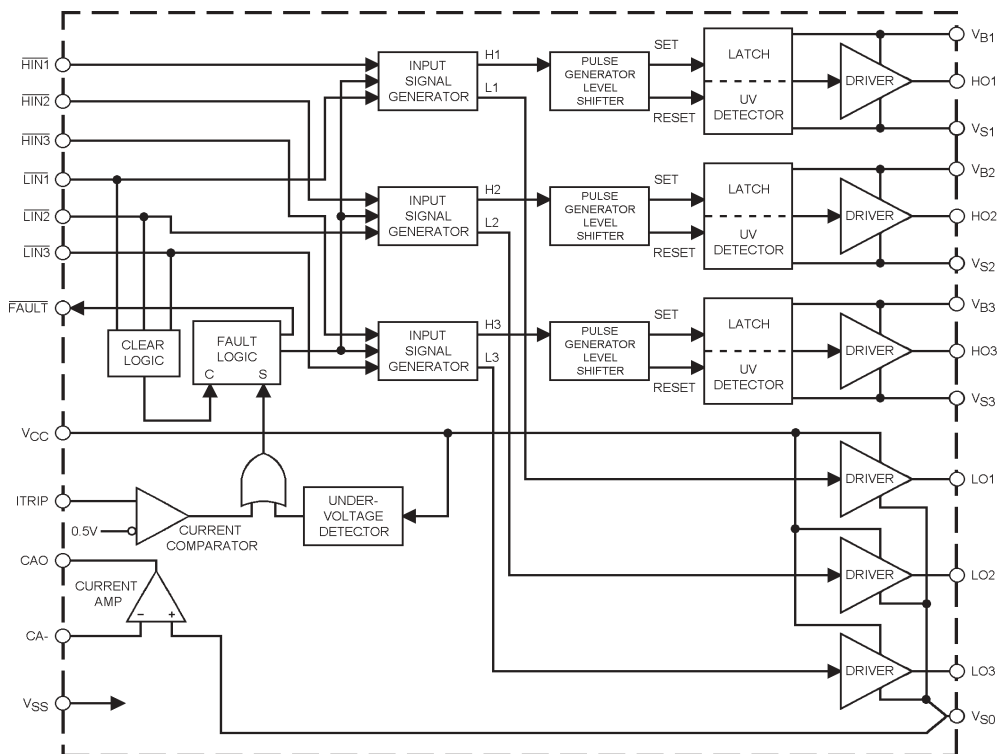 HIN1
HIN2
HIN3
LIN1
LIN2
LIN3
FAULT
CLEAR
LOGIC
FAULT
LOGIC
C S
VCC
ITRIP
0.5V
CURRENT
COMPARATOR
UNDER-
VOLTAGE
DETECTOR
CAO
CURRENT
AMP
- +
CA-
VSS
INPUT
SIGNAL
GENERATOR
H1
L1
PULSE
GENERATOR
LEVEL
SHIFTER
SET
RESET
LATCH
UV
DETECTOR
DRIVER
VB1
HO1
VS1
INPUT
SIGNAL
GENERATOR
H2
L2
PULSE
GENERATOR
LEVEL
SHIFTER
SET
RESET
LATCH
UV
DETECTOR
DRIVER
VB2
HO2
VS2
INPUT
SIGNAL
GENERATOR
H3
L3
PULSE
GENERATOR
LEVEL
SHIFTER
SET
RESET
LATCH
UV
DETECTOR
DRIVER
VB3
HO3
VS3
DRIVER
LO1
DRIVER
LO2
DRIVER
LO3
VS0